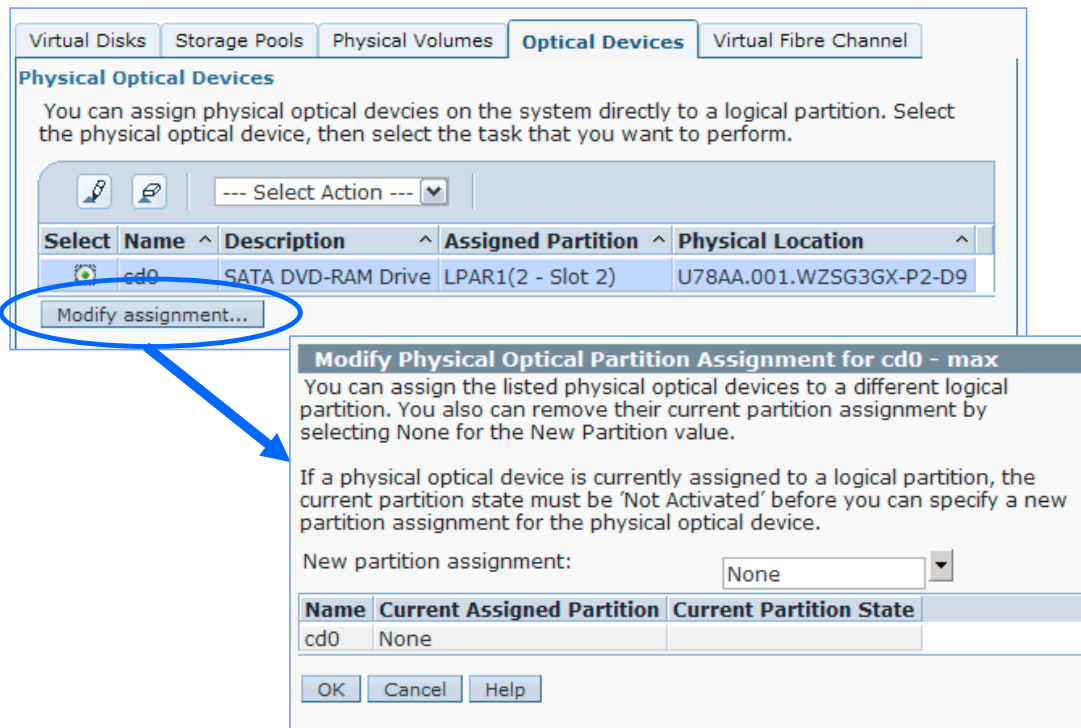 Virtual Disks Storage Pools Physical Volumes Optical Devices Virtual Fibre Channel
Physical Optical Devices
You can assign physical optical devcies on the system directly to a logical partition. Select
the physical optical device, then select the task that you want to perform.
--- Select Action ---
Select Name ^ Description ^ Assigned Partition ^ Physical Location ^
cd0 SATA DVD-RAM Drive LPAR1(2 - Slot 2) U78AA.001.WZSG3GX-P2-D9
Modify assignment...
Modify Physical Optical Partition Assignment for cd0 - max
You can assign the listed physical optical devices to a different logical
partition. You also can remove their current partition assignment by
selecting None for the New Partition value.
If a physical optical device is currently assigned to a logical partition, the
current partition state must be ‘Not Activated’ before you can specify a new
partition assignment for the physical optical device.
New partition assignment: None
Name Current Assigned Partition Current Partition State
cd0 None
OK Cancel Help